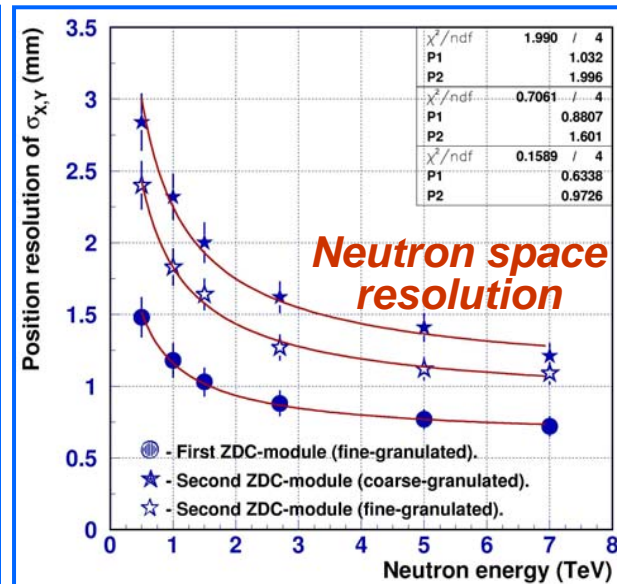 Position resolution of σX,Y (mm)
3.5
3
2.5
2
1.5
1
0.5
0
χ²/ndf 1.990 / 4
P1 1.032
P2 1.996
χ²/ndf 0.7061 / 4
P1 0.8807
P2 1.601
χ²/ndf 0.1589 / 4
P1 0.6338
P2 0.9726
Neutron space
resolution
- First ZDC-module (fine-granulated).
- Second ZDC-module (coarse-granulated).
- Second ZDC-module (fine-granulated).
0 1 2 3 4 5 6 7 8
Neutron energy (TeV)